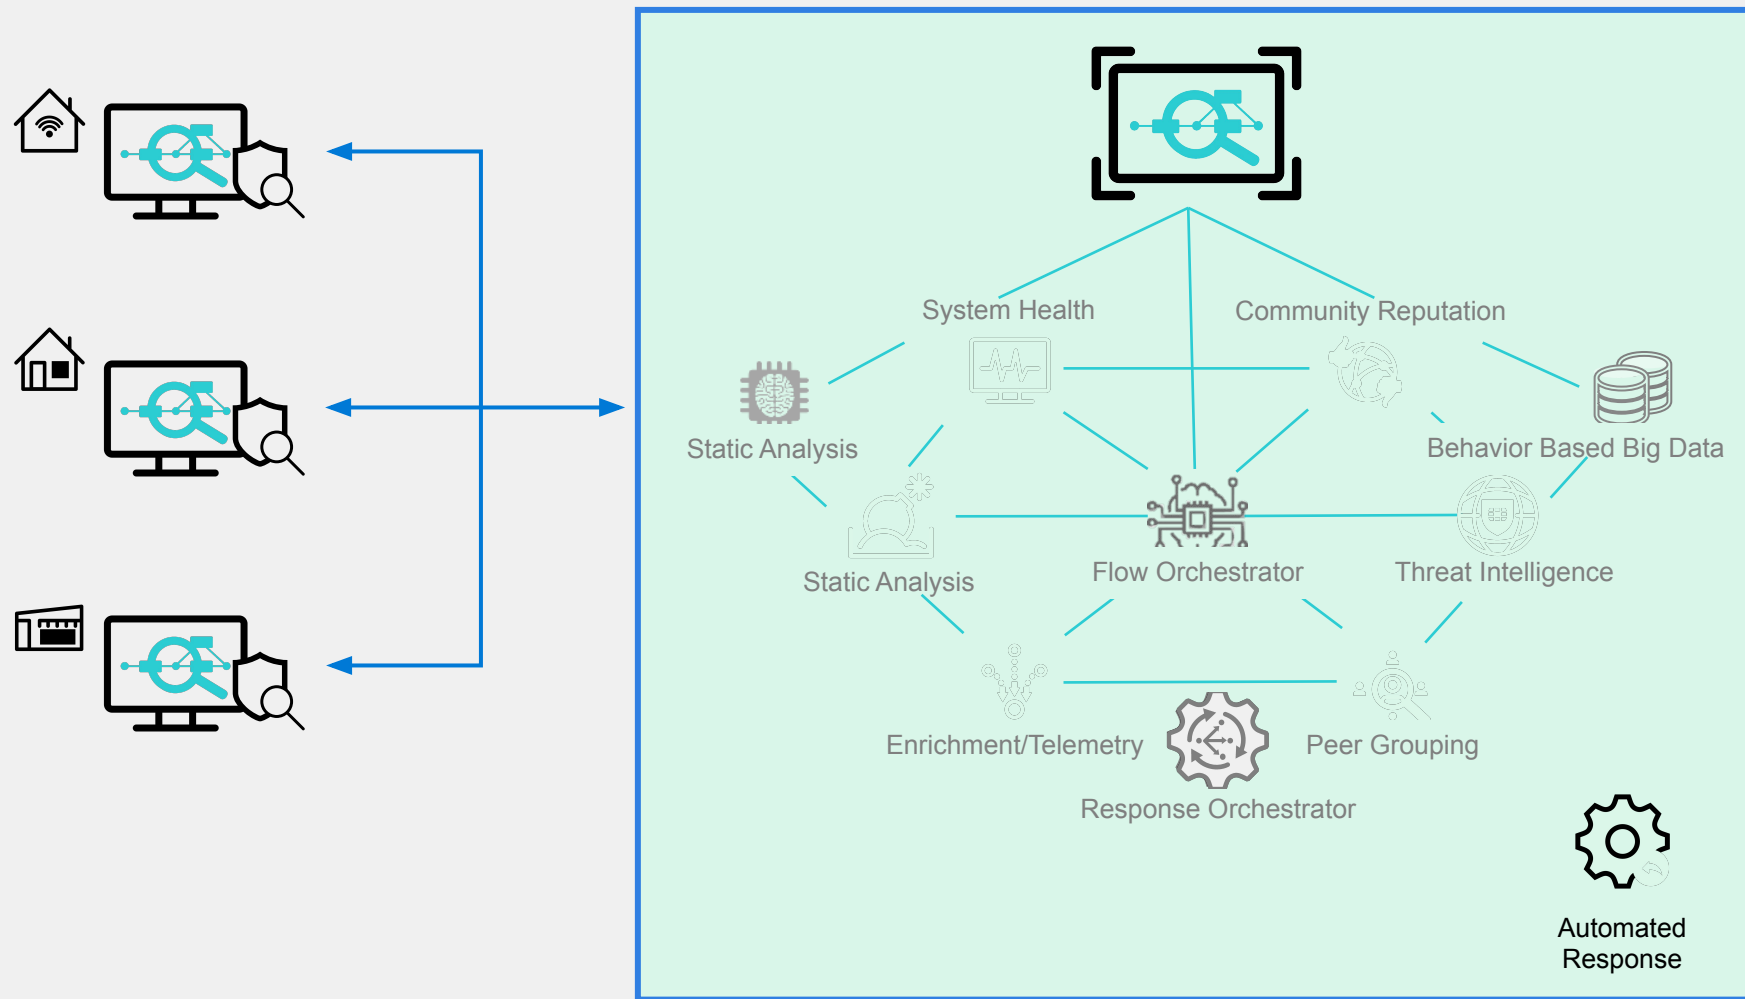 System Health
Community Reputation
Static Analysis
Behavior Based Big Data
Static Analysis
Flow Orchestrator
Threat Intelligence
Enrichment/Telemetry
Peer Grouping
Response Orchestrator
Automated
Response